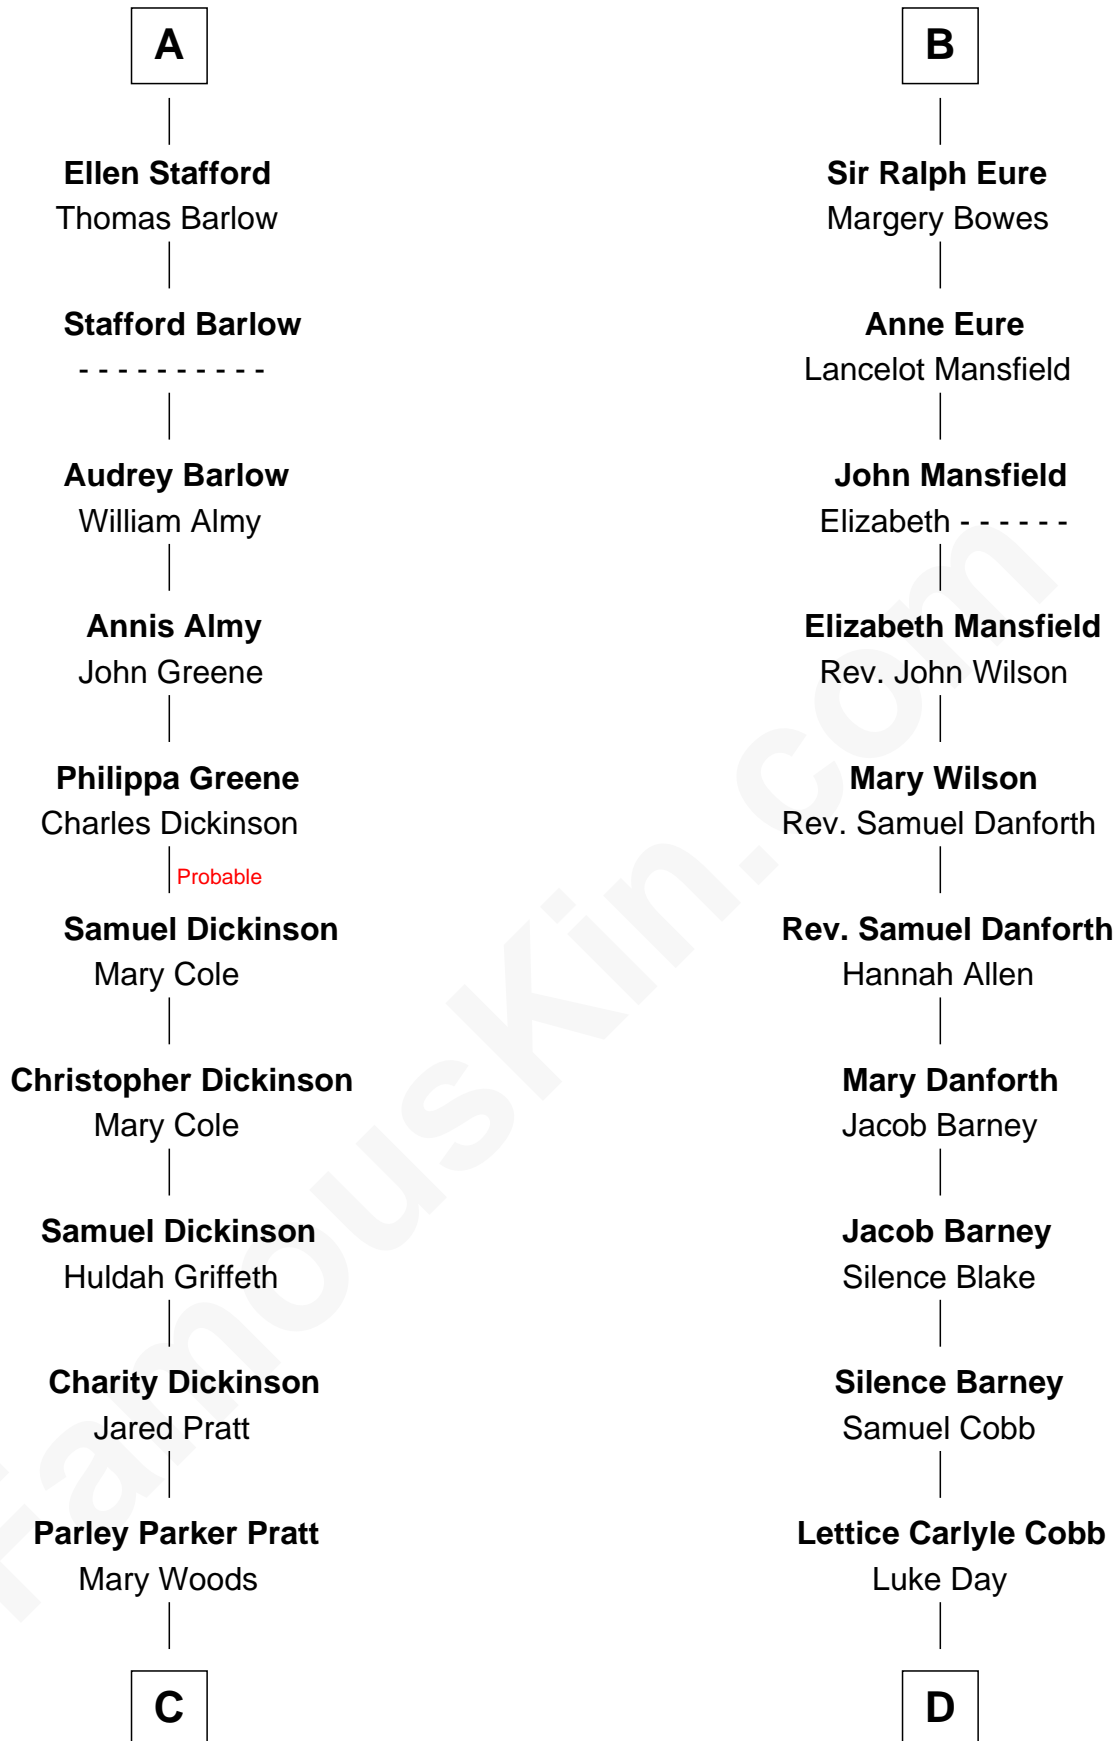 A
Ellen Stafford
Thomas Barlow
Stafford Barlow
- - - - - - - - - -
Audrey Barlow
William Almy
Annis Almy
John Greene
Philippa Greene
Charles Dickinson
Probable
Samuel Dickinson
Mary Cole
Christopher Dickinson
Mary Cole
Samuel Dickinson
Huldah Griffeth
Charity Dickinson
Jared Pratt
Parley Parker Pratt
Mary Woods
C
B
Sir Ralph Eure
Margery Bowes
Anne Eure
Lancelot Mansfield
John Mansfield
Elizabeth - - - - - -
Elizabeth Mansfield
Rev. John Wilson
Mary Wilson
Rev. Samuel Danforth
Rev. Samuel Danforth
Hannah Allen
Mary Danforth
Jacob Barney
Jacob Barney
Silence Blake
Silence Barney
Samuel Cobb
Lettice Carlyle Cobb
Luke Day
D
FamousKin.com